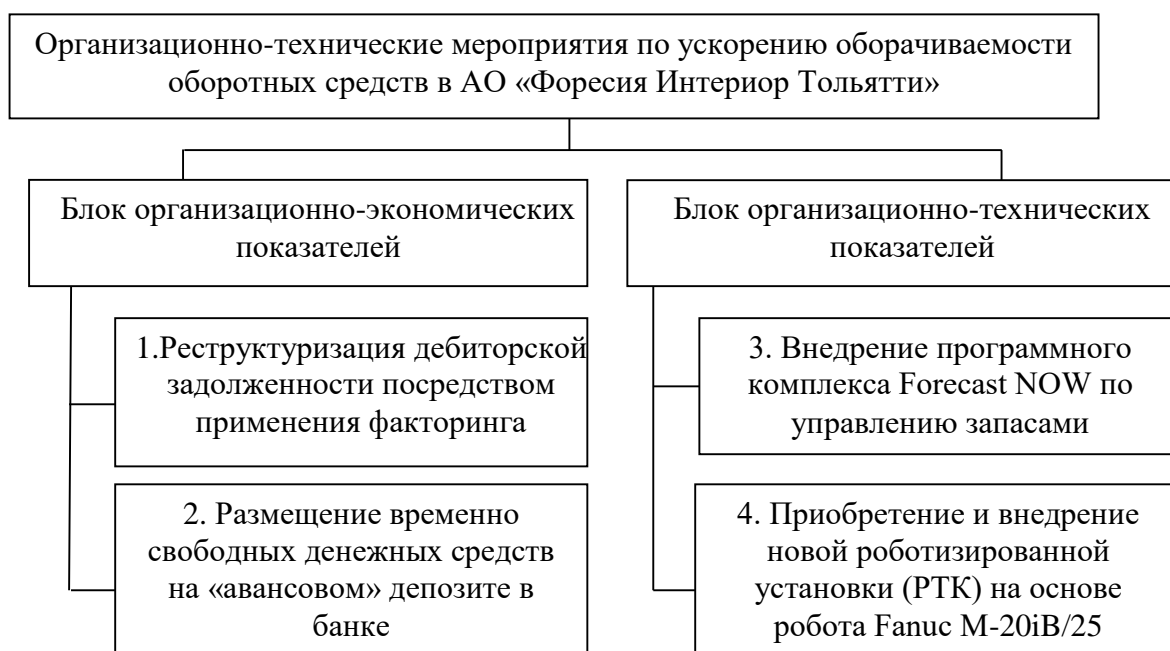 Организационно-технические мероприятия по ускорению оборачиваемости
оборотных средств в АО «Форесия Интериор Тольятти»
Блок организационно-экономических
показателей
1.Реструктуризация дебиторской
задолженности посредством
применения факторинга
2. Размещение временно
свободных денежных средств
на «авансовом» депозите в
банке
Блок организационно-технических
показателей
3. Внедрение программного
комплекса Forecast NOW по
управлению запасами
4. Приобретение и внедрение
новой роботизированной
установки (РТК) на основе
робота Fanuc M-20iB/25